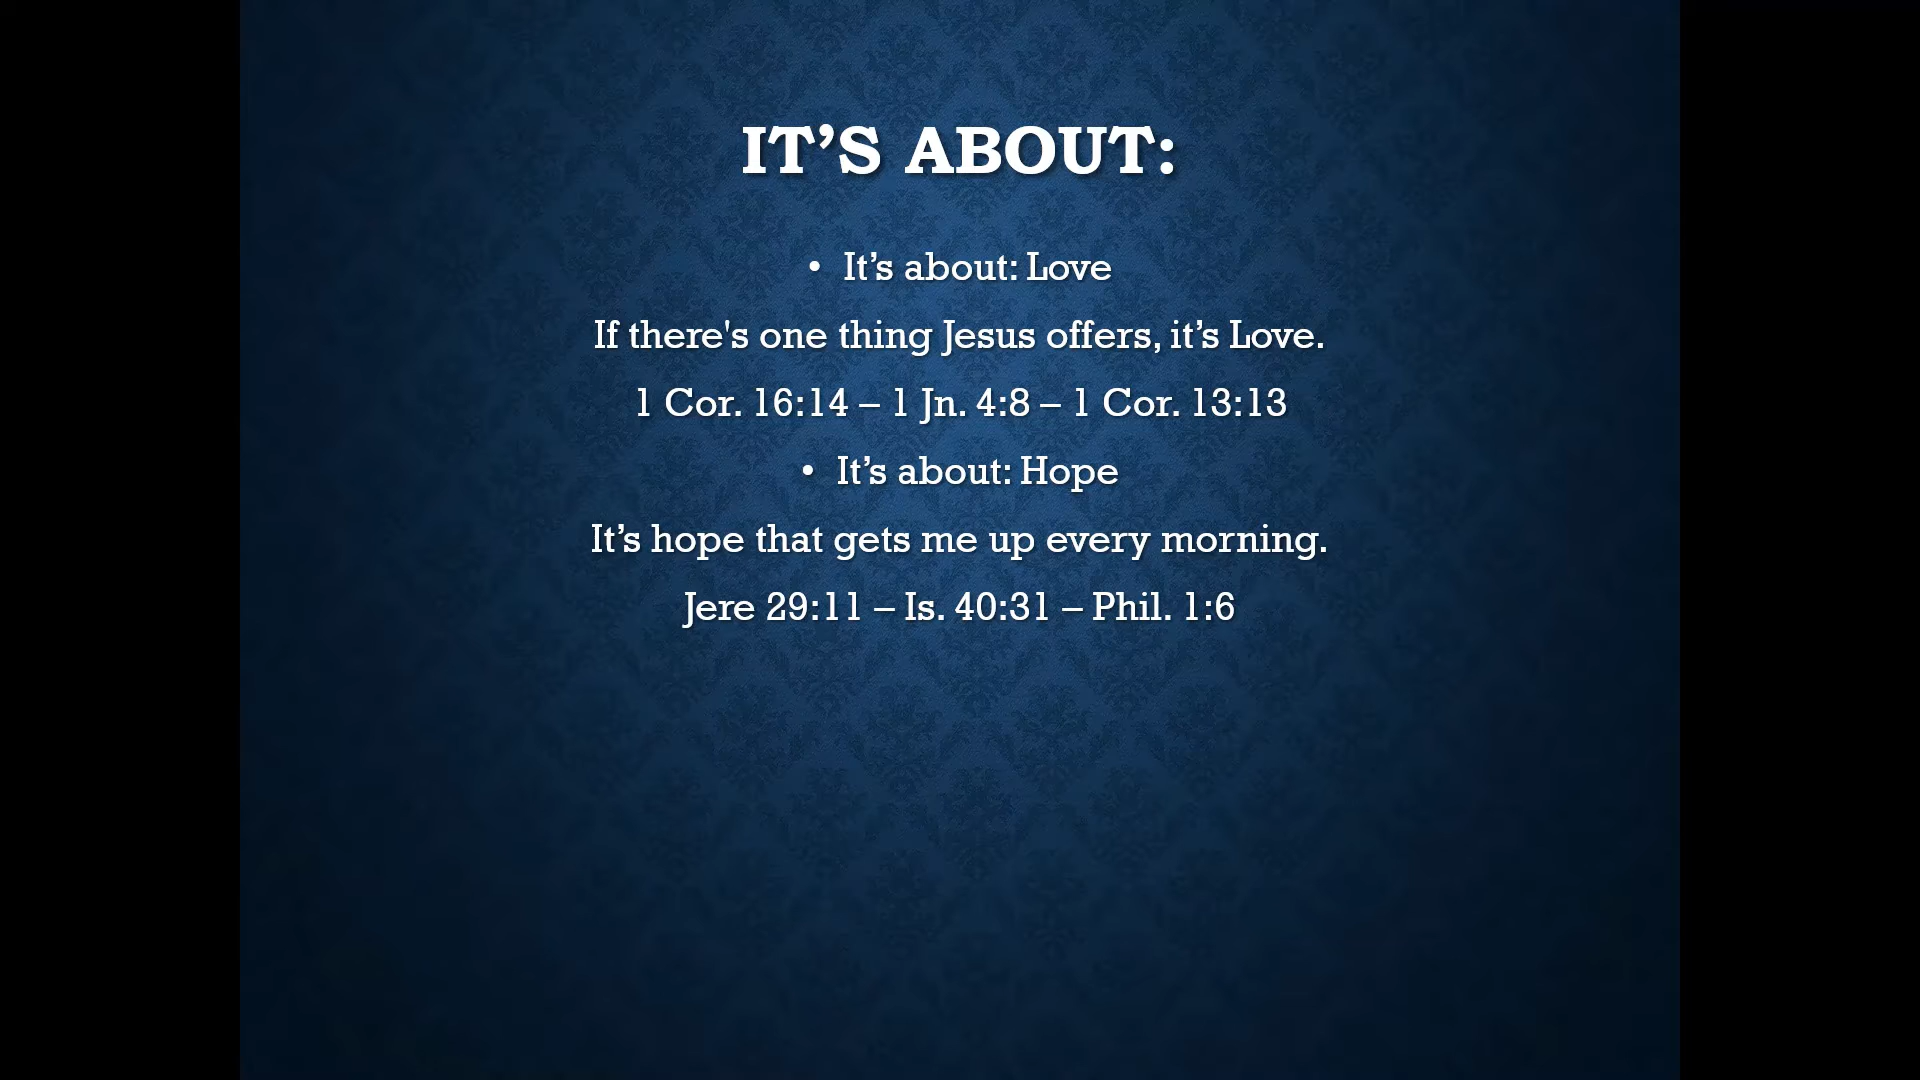 IT’S ABOUT:
• It’s about: Love
If there's one thing Jesus offers, it’s Love.
1 Cor. 16:14 – 1 Jn. 4:8 – 1 Cor. 13:13
• It’s about: Hope
It’s hope that gets me up every morning.
Jere 29:11 – Is. 40:31 – Phil. 1:6